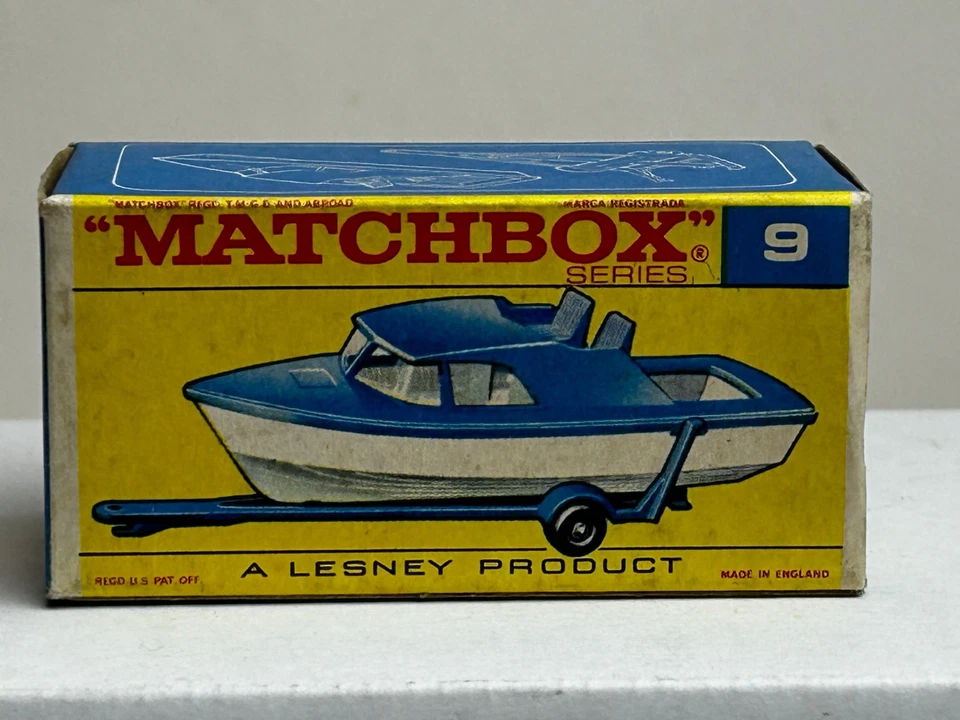 "MATCHBOX" REGD. T.M. G.B. AND ABROAD MARCA REGISTRADA
"MATCHBOX"® 9
SERIES
REGD U.S PAT. OFF. A LESNEY PRODUCT MADE IN ENGLAND